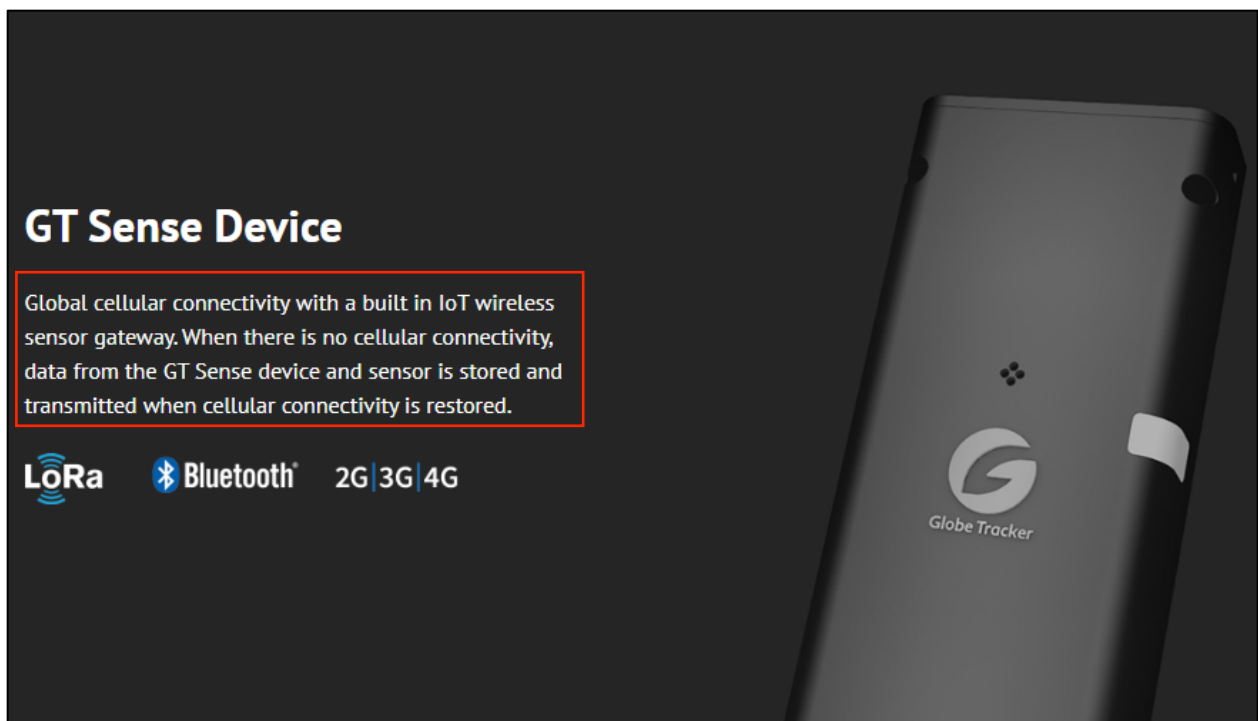 GT Sense Device
Global cellular connectivity with a built in IoT wireless
sensor gateway. When there is no cellular connectivity,
data from the GT Sense device and sensor is stored and
transmitted when cellular connectivity is restored.
LoRa Bluetooth® 2G|3G|4G
Globe Tracker